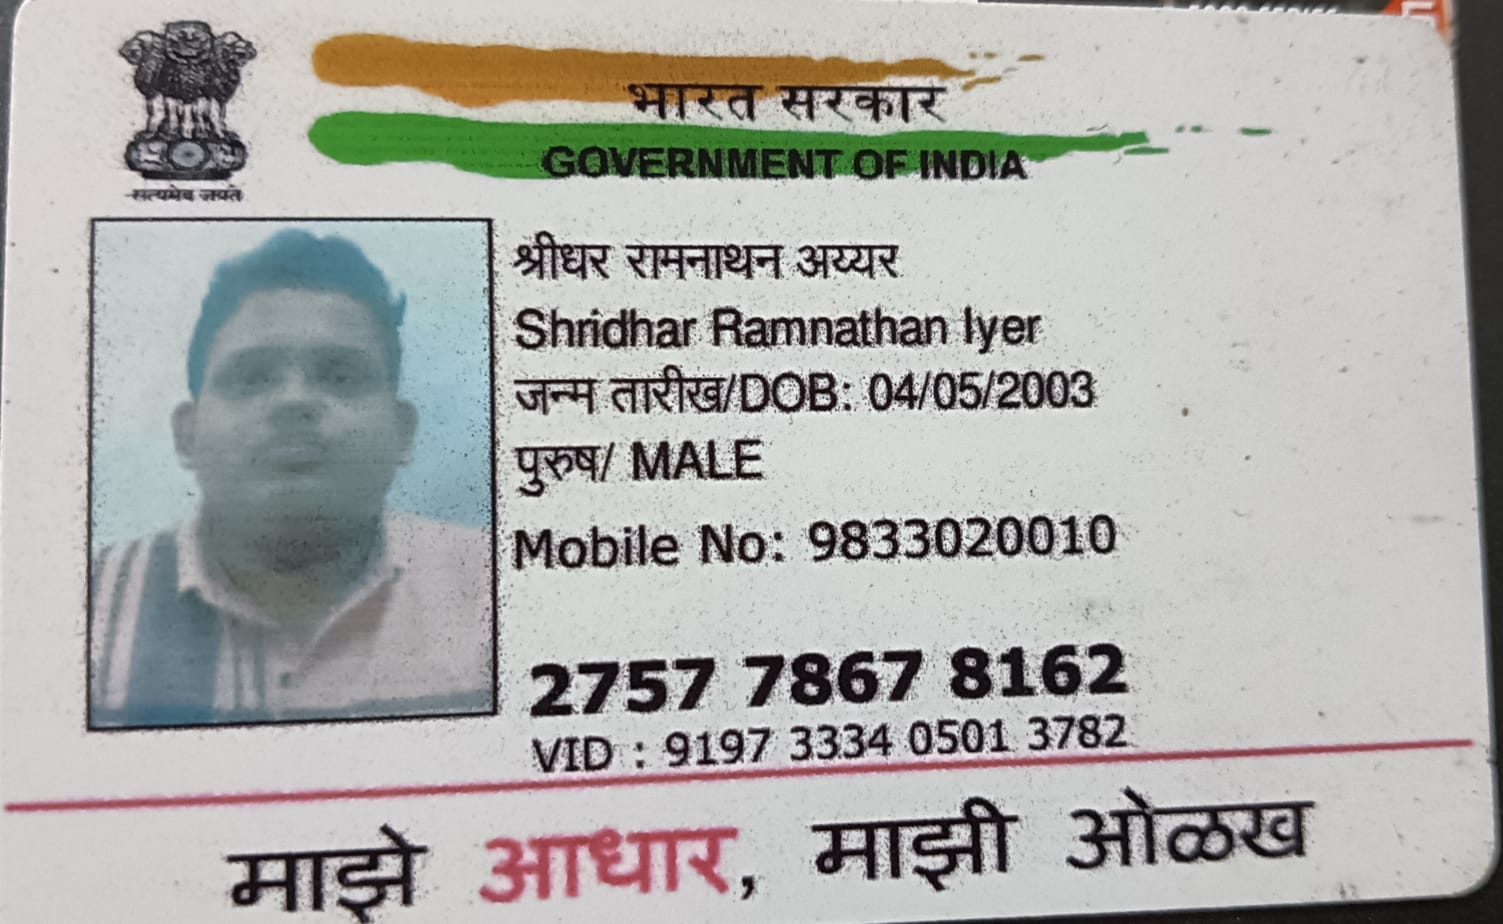 भारत सरकार
GOVERNMENT OF INDIA
सत्यमेव जयते
श्रीधर रामनाथन अय्यर
Shridhar Ramnathan Iyer
जन्म तारीख/DOB: 04/05/2003
पुरुष/ MALE
Mobile No: 9833020010
2757 7867 8162
VID : 9197 3334 0501 3782
माझे आधार, माझी ओळख